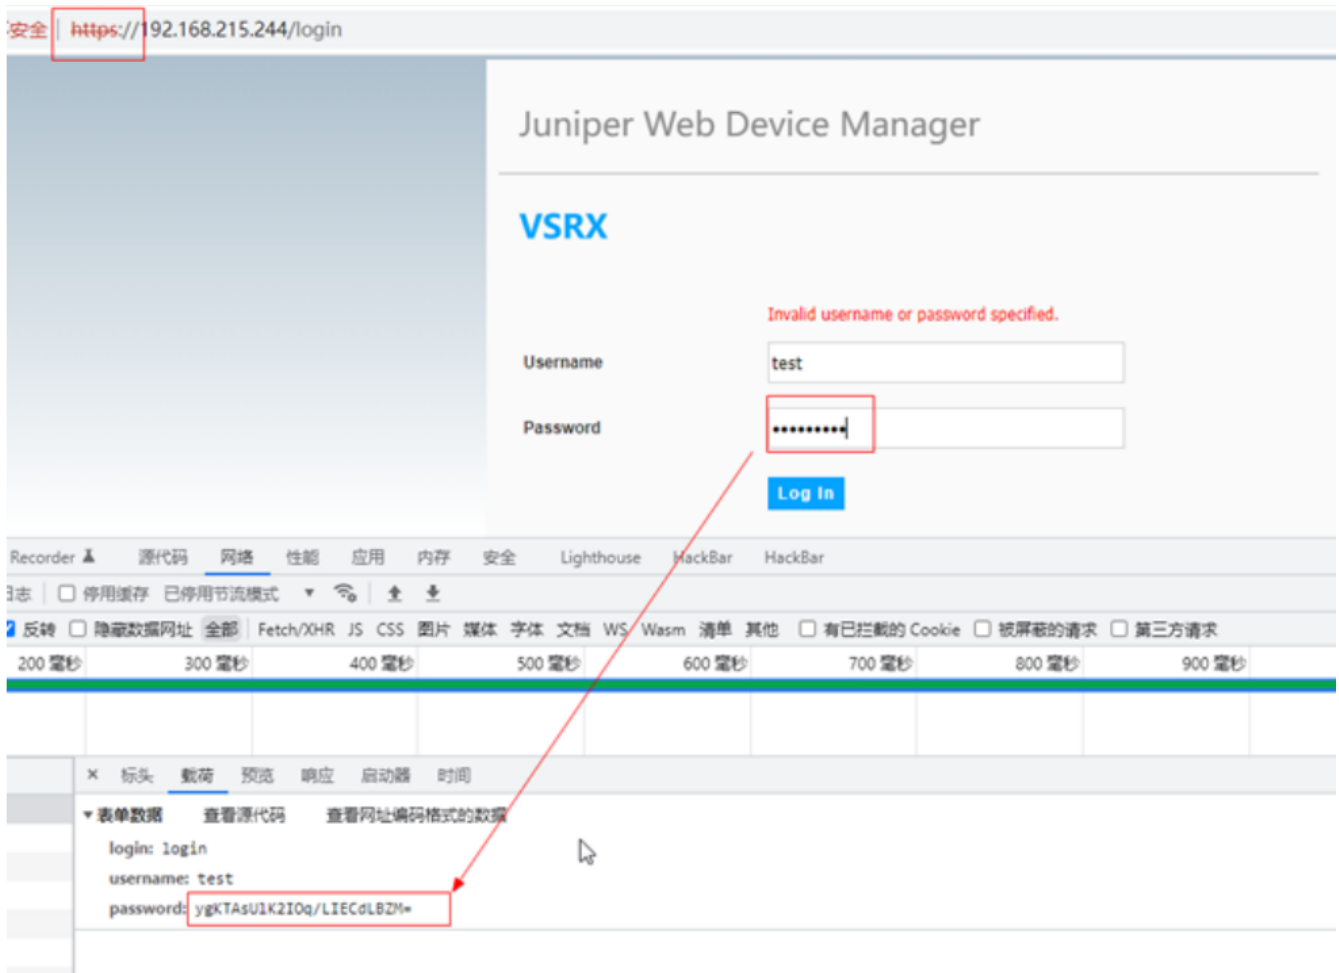 安全 | https://192.168.215.244/login
Juniper Web Device Manager
VSRX
Invalid username or password specified.
Username test
Password •••••••••
Log In
Recorder 源代码 网络 性能 应用 内存 安全 Lighthouse HackBar HackBar
日志 停用缓存 已停用节流模式
反转 隐藏数据网址 全部 Fetch/XHR JS CSS 图片 媒体 字体 文档 WS Wasm 清单 其他 有已拦截的 Cookie 被屏蔽的请求 第三方请求
200 毫秒 300 毫秒 400 毫秒 500 毫秒 600 毫秒 700 毫秒 800 毫秒 900 毫秒
× 标头 载荷 预览 响应 启动器 时间
▼表单数据 查看源代码 查看网址编码格式的数据
login: login
username: test
password: ygKTAsUlK2IOq/LIECdLBZM=